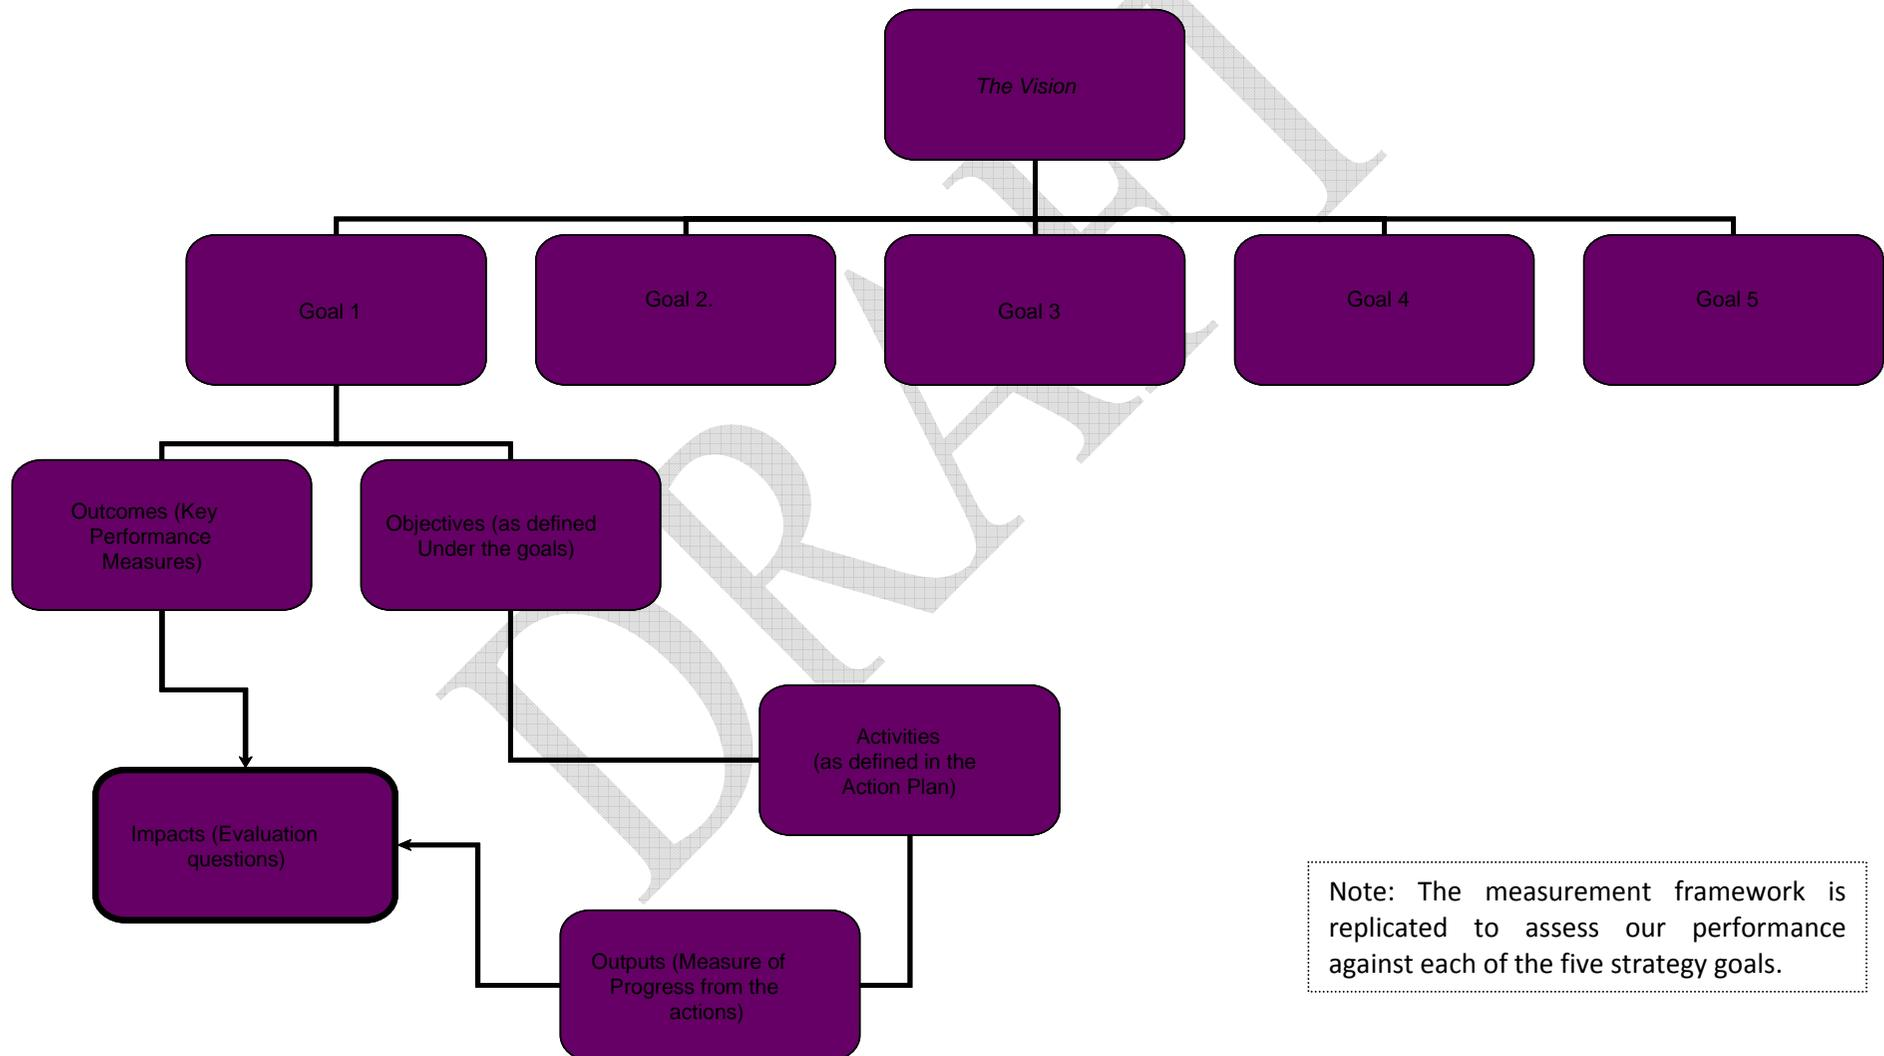 The Vision
Goal 1
Goal 2.
Goal 3
Goal 4
Goal 5
Outcomes (Key
Performance
Measures)
Objectives (as defined
Under the goals)
Activities
(as defined in the
Action Plan)
Impacts (Evaluation
questions)
Outputs (Measure of
Progress from the
actions)
Note: The measurement framework is
replicated to assess our performance
against each of the five strategy goals.
DRAFT